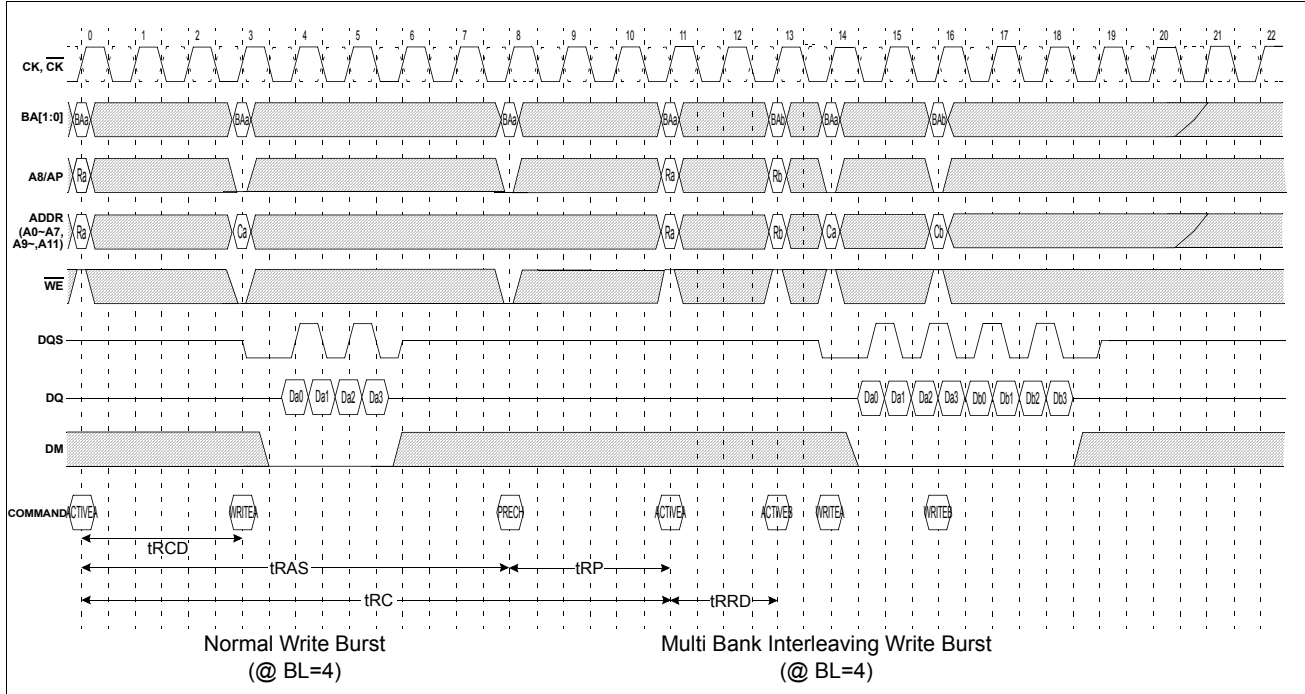 0 1 2 3 4 5 6 7 8 9 10 11 12 13 14 15 16 17 18 19 20 21 22
CK, CK
BA[1:0] BAa BAa BAa BAa BAb BAa BAb
A8/AP Ra Ra Rb
ADDR
(A0~A7, Ra Ca Ra Rb Ca Cb
A9~,A11)
WE
DQS
DQ Da0 Da1 Da2 Da3 Da0 Da1 Da2 Da3 Db0 Db1 Db2 Db3
DM
COMMAND ACTIVEA WRITEA PRECH ACTIVEA ACTIVEB WRITEA WRITEB
tRCD
tRAS tRP
tRC tRRD
Normal Write Burst Multi Bank Interleaving Write Burst
(@ BL=4) (@ BL=4)